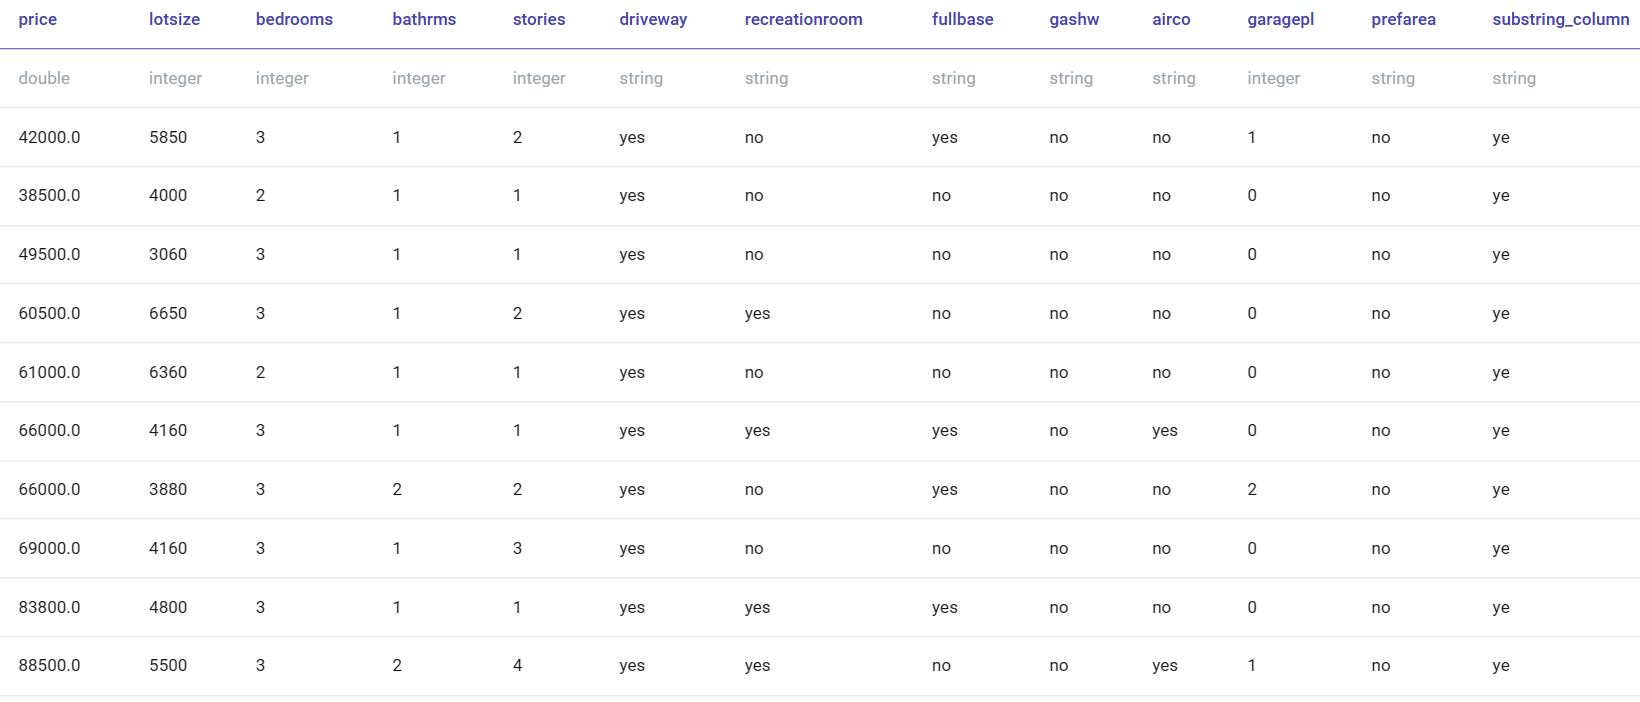 price lotsize bedrooms bathrms stories driveway recreationroom fullbase gashw airco garagepl prefarea substring_column
double integer integer integer integer string string string string string integer string string
42000.0 5850 3 1 2 yes no yes no no 1 no ye
38500.0 4000 2 1 1 yes no no no no 0 no ye
49500.0 3060 3 1 1 yes no no no no 0 no ye
60500.0 6650 3 1 2 yes yes no no no 0 no ye
61000.0 6360 2 1 1 yes no no no no 0 no ye
66000.0 4160 3 1 1 yes yes yes no yes 0 no ye
66000.0 3880 3 2 2 yes no yes no no 2 no ye
69000.0 4160 3 1 3 yes no no no no 0 no ye
83800.0 4800 3 1 1 yes yes yes no no 0 no ye
88500.0 5500 3 2 4 yes yes no no yes 1 no ye